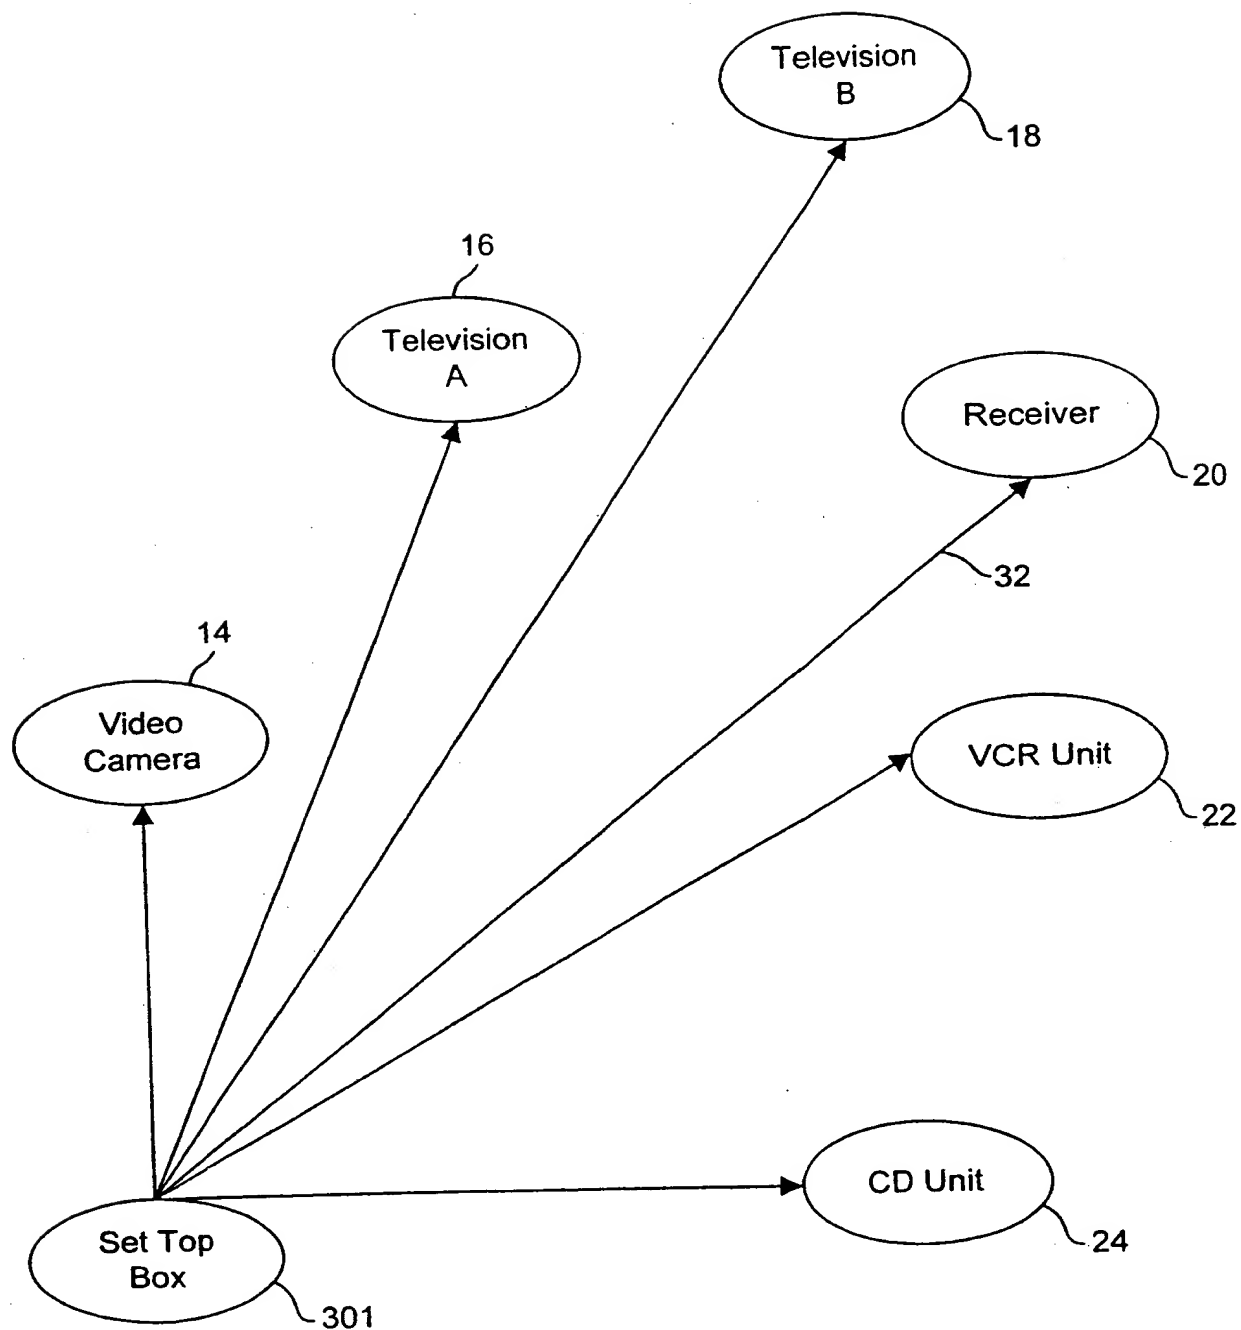 Television
B
18
16
Television
A
Receiver
20
32
14
Video
Camera
VCR Unit
22
CD Unit
24
Set Top
Box
301